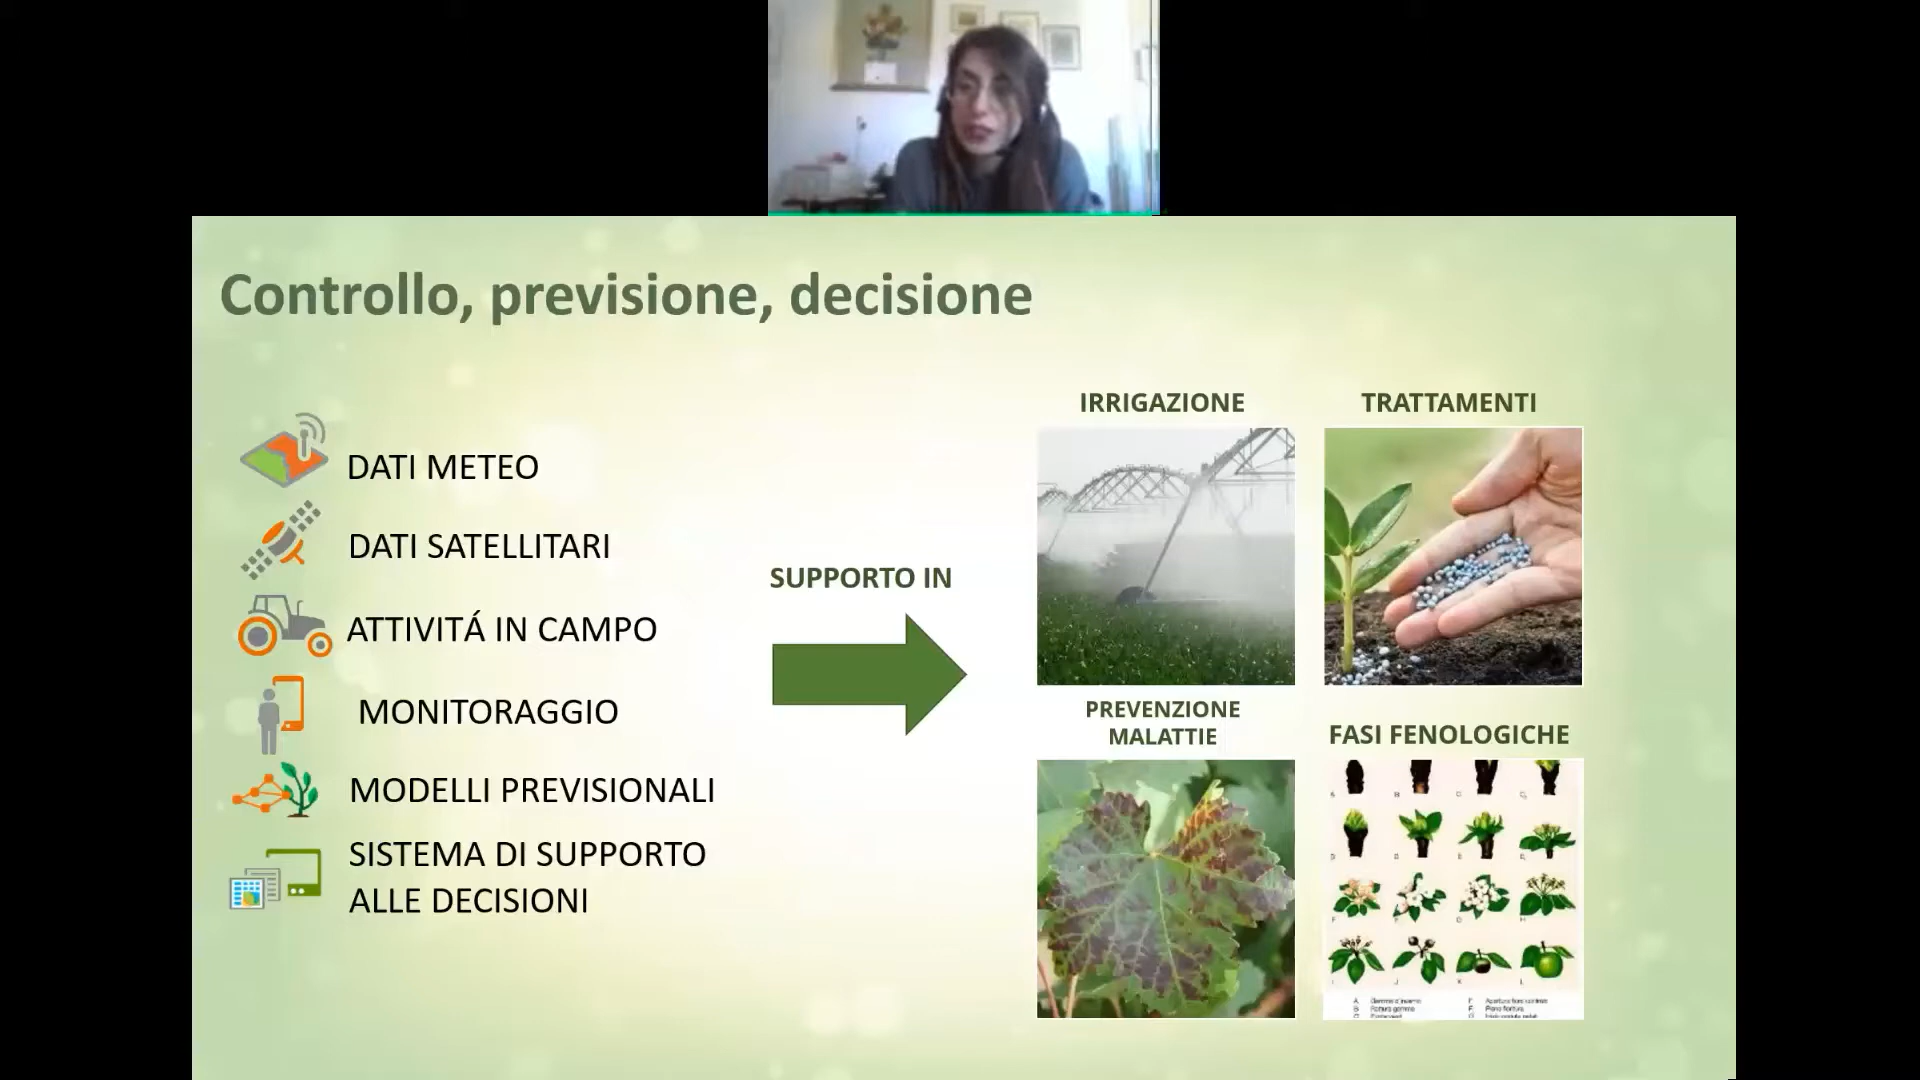 Controllo, previsione, decisione
DATI METEO
DATI SATELLITARI
ATTIVITÁ IN CAMPO
MONITORAGGIO
MODELLI PREVISIONALI
SISTEMA DI SUPPORTO
ALLE DECISIONI
SUPPORTO IN
IRRIGAZIONE
TRATTAMENTI
PREVENZIONE
MALATTIE
FASI FENOLOGICHE